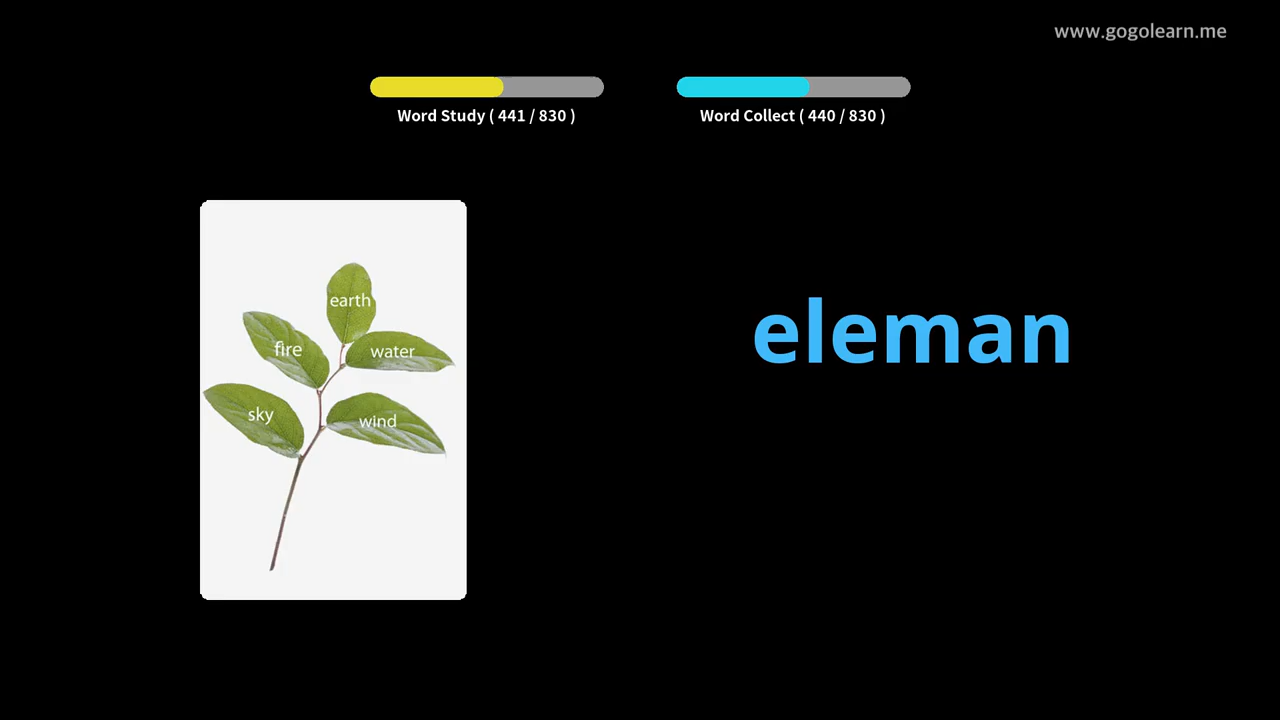 www.gogolearn.me
Word Study ( 441 / 830 )
Word Collect ( 440 / 830 )
earth
fire
water
sky
wind
eleman